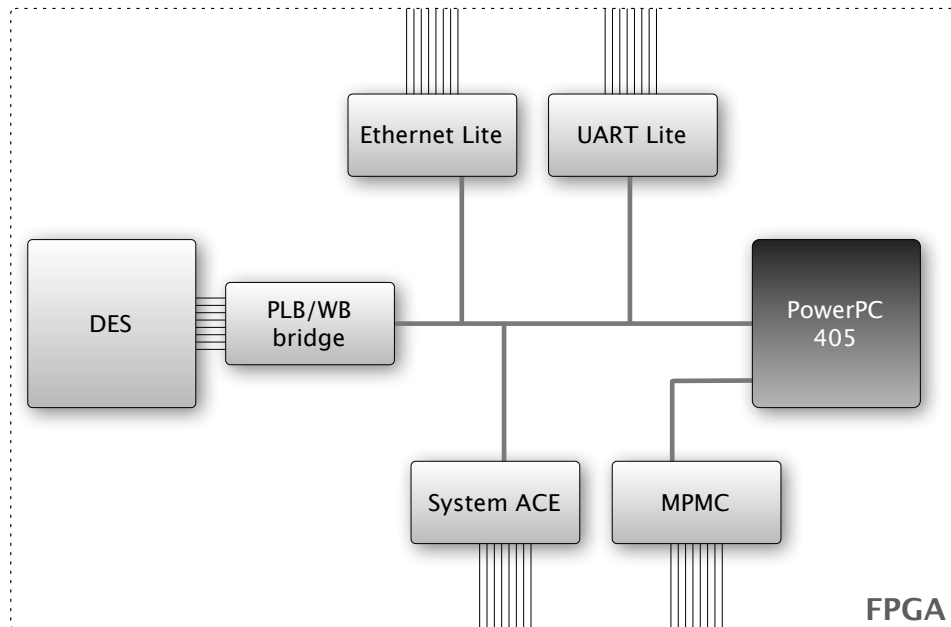 Ethernet Lite
UART Lite
DES
PLB/WB
bridge
PowerPC
405
System ACE
MPMC
FPGA